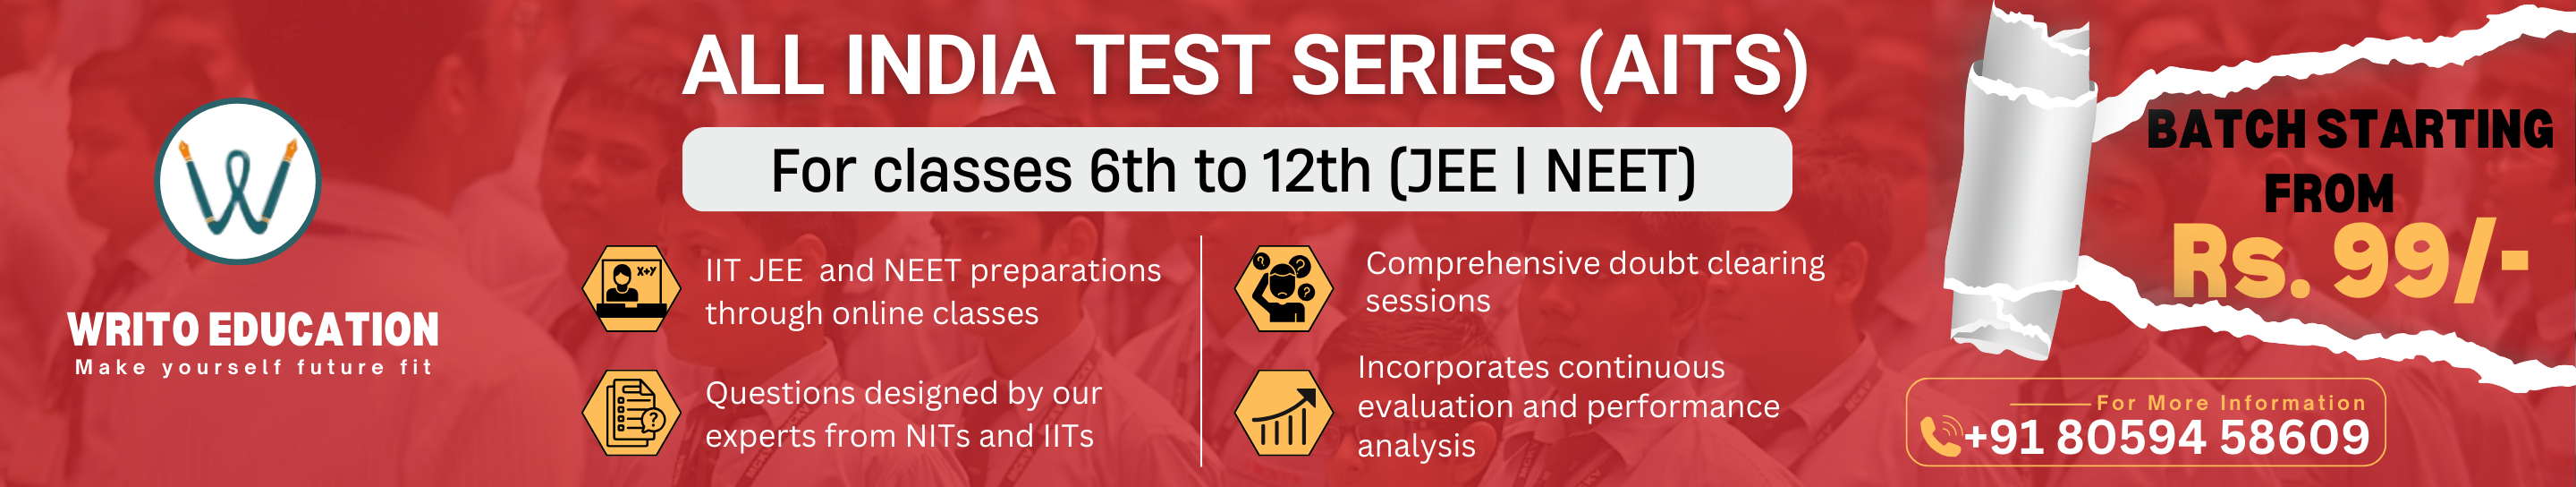 WRITO EDUCATION
Make yourself future fit
ALL INDIA TEST SERIES (AITS)
For classes 6th to 12th (JEE | NEET)
x+y
IIT JEE and NEET preparations
through online classes
Questions designed by our
experts from NITs and IITs
Comprehensive doubt clearing
sessions
Incorporates continuous
evaluation and performance
analysis
BATCH STARTING
FROM
Rs. 99/-
For More Information
+91 80594 58609